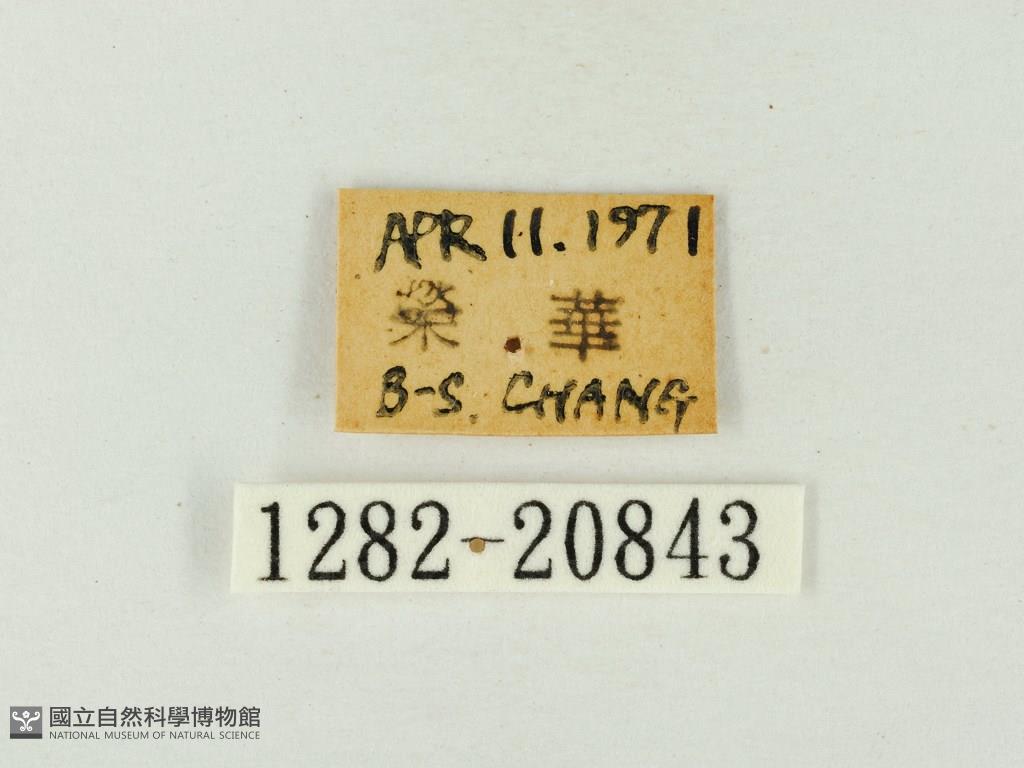 APR 11. 1971
榮 華
B-S. CHANG
1282-20843
國立自然科學博物館
NATIONAL MUSEUM OF NATURAL SCIENCE